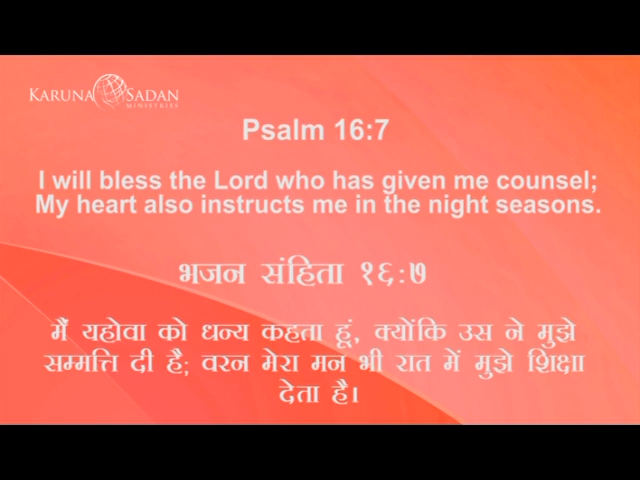 KARUNA SADAN
MINISTRIES
Psalm 16:7
I will bless the Lord who has given me counsel;
My heart also instructs me in the night seasons.
भजन संहिता १६:७
मैं यहोवा को धन्य कहता हूं, क्योंकि उस ने मुझे
सम्मत्ति दी है; वरन मेरा मन भी रात में मुझे शिक्षा
देता है।